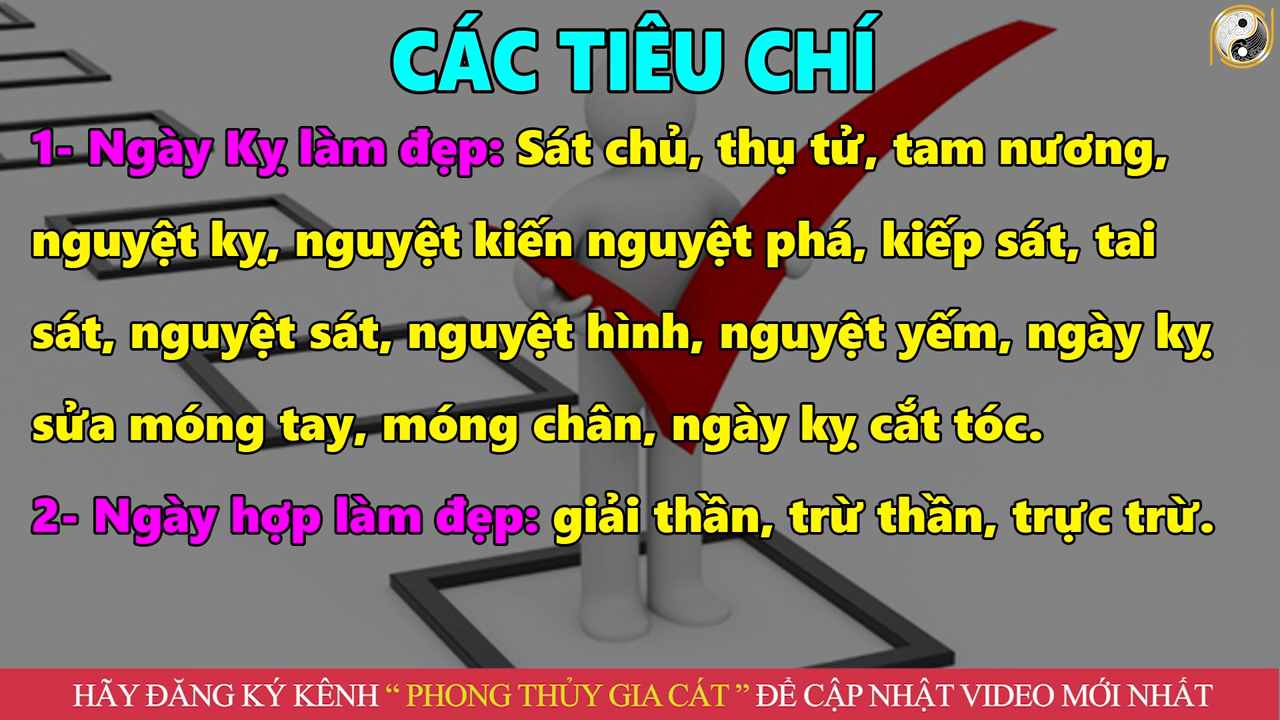 CÁC TIÊU CHÍ
1- Ngày Kỵ làm đẹp: Sát chủ, thụ tử, tam nương,
nguyệt kỵ, nguyệt kiến nguyệt phá, kiếp sát, tai
sát, nguyệt sát, nguyệt hình, nguyệt yếm, ngày kỵ
sửa móng tay, móng chân, ngày kỵ cắt tóc.
2- Ngày hợp làm đẹp: giải thần, trừ thần, trực trừ.
HÃY ĐĂNG KÝ KÊNH “ PHONG THỦY GIA CÁT ” ĐỂ CẬP NHẬT VIDEO MỚI NHẤT